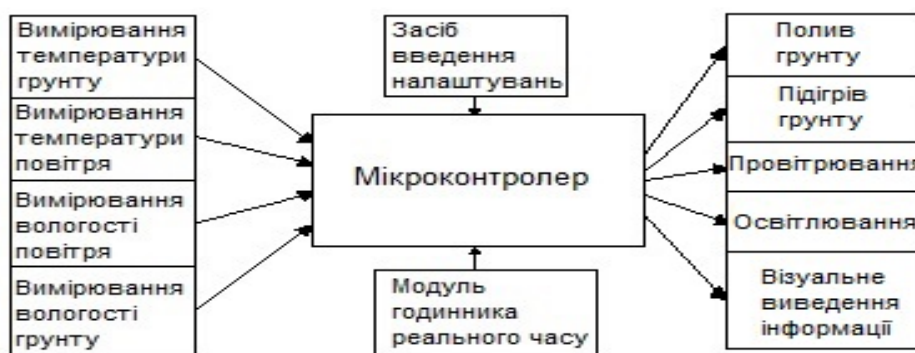 Вимірювання
температури
грунту
Вимірювання
температури
повітря
Вимірювання
вологості
повітря
Вимірювання
вологості
грунту
Засіб
введення
налаштувань
Мікроконтролер
Модуль
годинника
реального часу
Полив
грунту
Підігрів
грунту
Провітрювання
Освітлювання
Візуальне
виведення
інформації